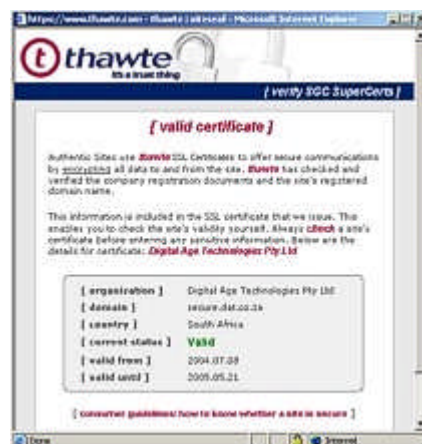 https://www.thawte.com - thawte | siteseal - Microsoft Internet Explorer
thawte
it's a trust thing
[ verify SGC SuperCerts ]
[ valid certificate ]
Authentic Sites use thawte SSL Certificates to offer secure communications
by encrypting all data to and from the site. thawte has checked and
verified the company registration documents and the site's registered
domain name.
This information is included in the SSL certificate that we issue. This
enables you to check the site's validity yourself. Always check a site's
certificate before entering any sensitive information. Below are the
details for certificate: Digital Age Technologies Pty Ltd
[ organisation ] Digital Age Technologies Pty Ltd
[ domain ] secure.dat.co.za
[ country ] South Africa
[ current status ] Valid
[ valid from ] 2004.07.08
[ valid until ] 2005.05.21
[ consumer guidelines: how to know whether a site is secure ]
Done
Internet